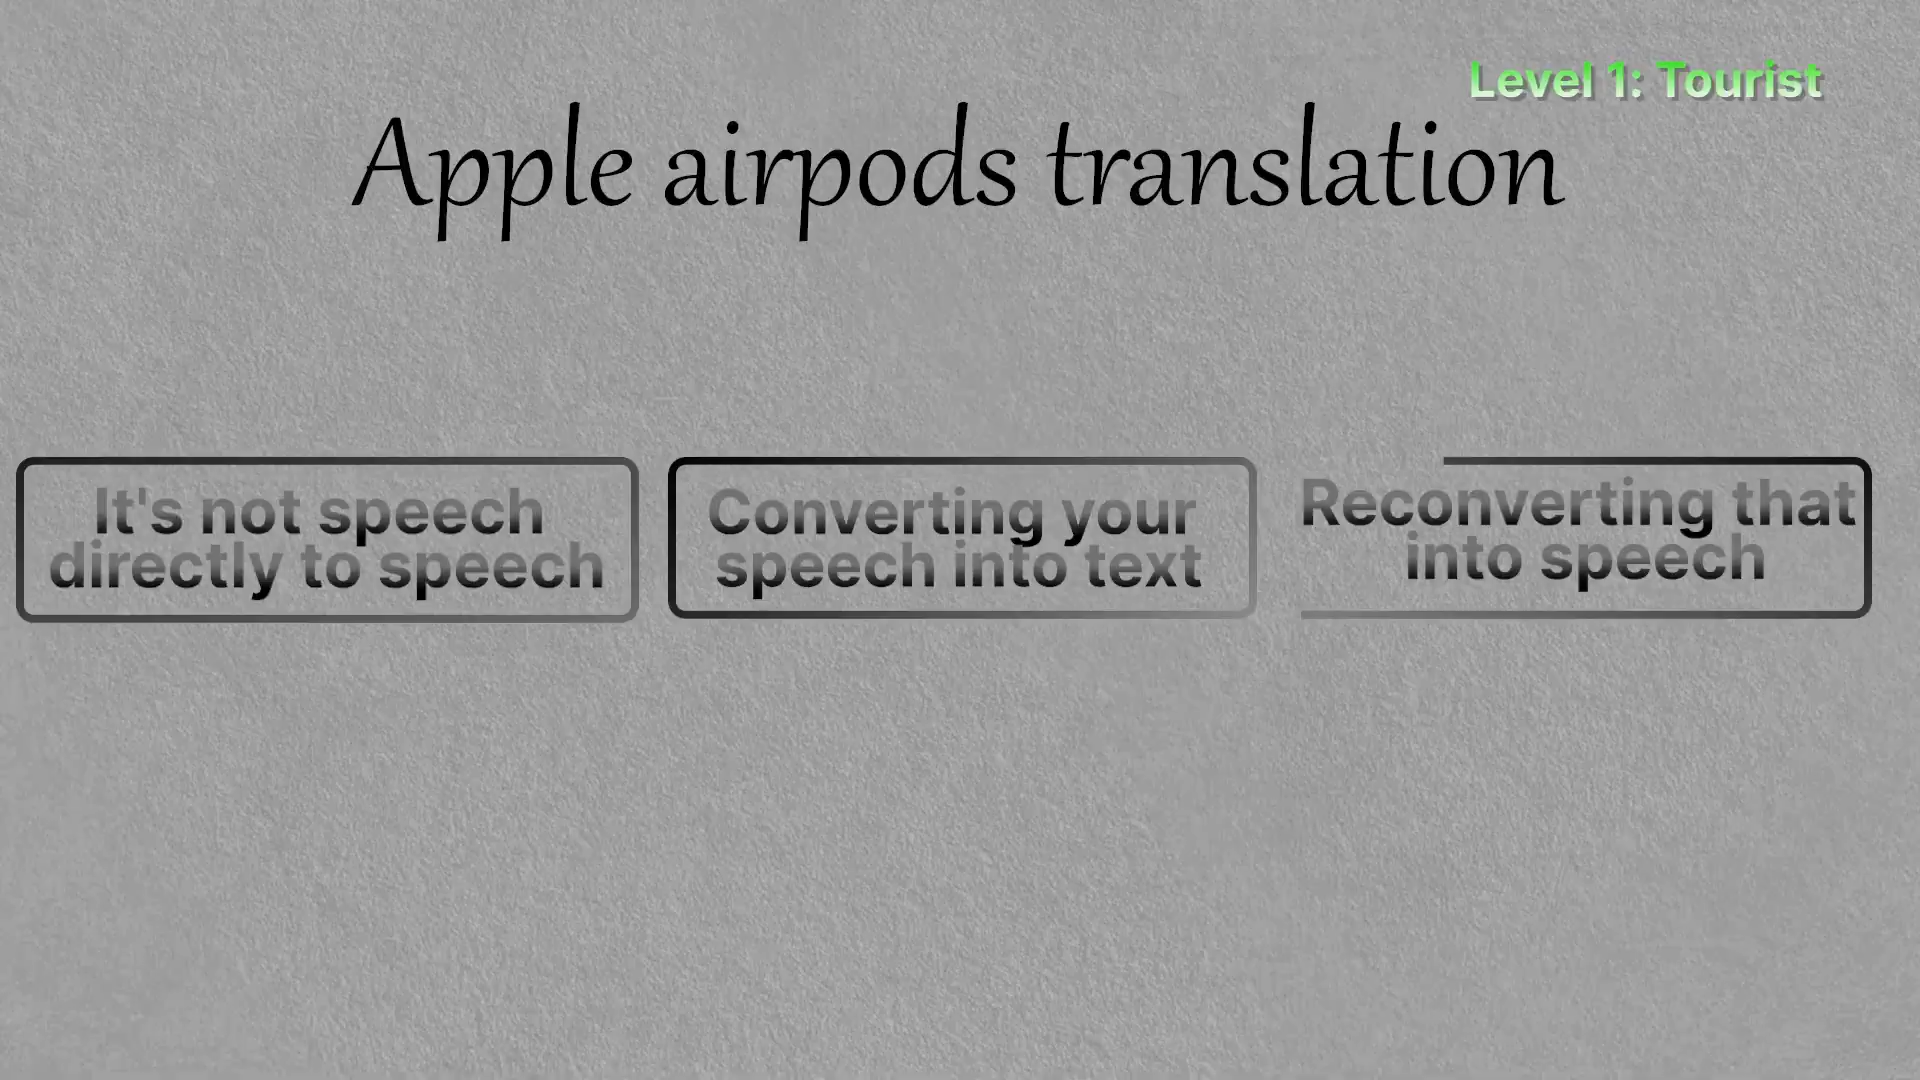 Level 1: Tourist
Apple airpods translation
It's not speech
directly to speech
Converting your
speech into text
Reconverting that
into speech